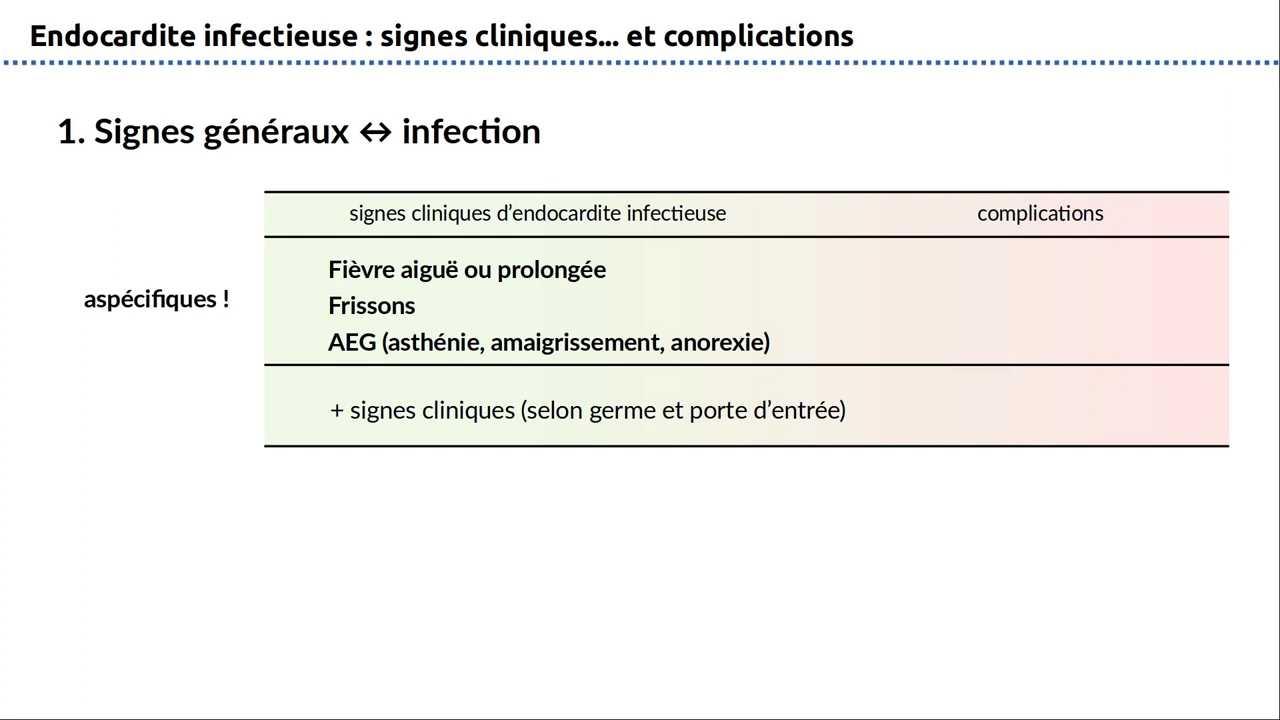 Endocardite infectieuse : signes cliniques... et complications
1. Signes généraux ↔ infection
signes cliniques d’endocardite infectieuse complications
Fièvre aiguë ou prolongée
aspécifiques !
Frissons
AEG (asthénie, amaigrissement, anorexie)
+ signes cliniques (selon germe et porte d’entrée)